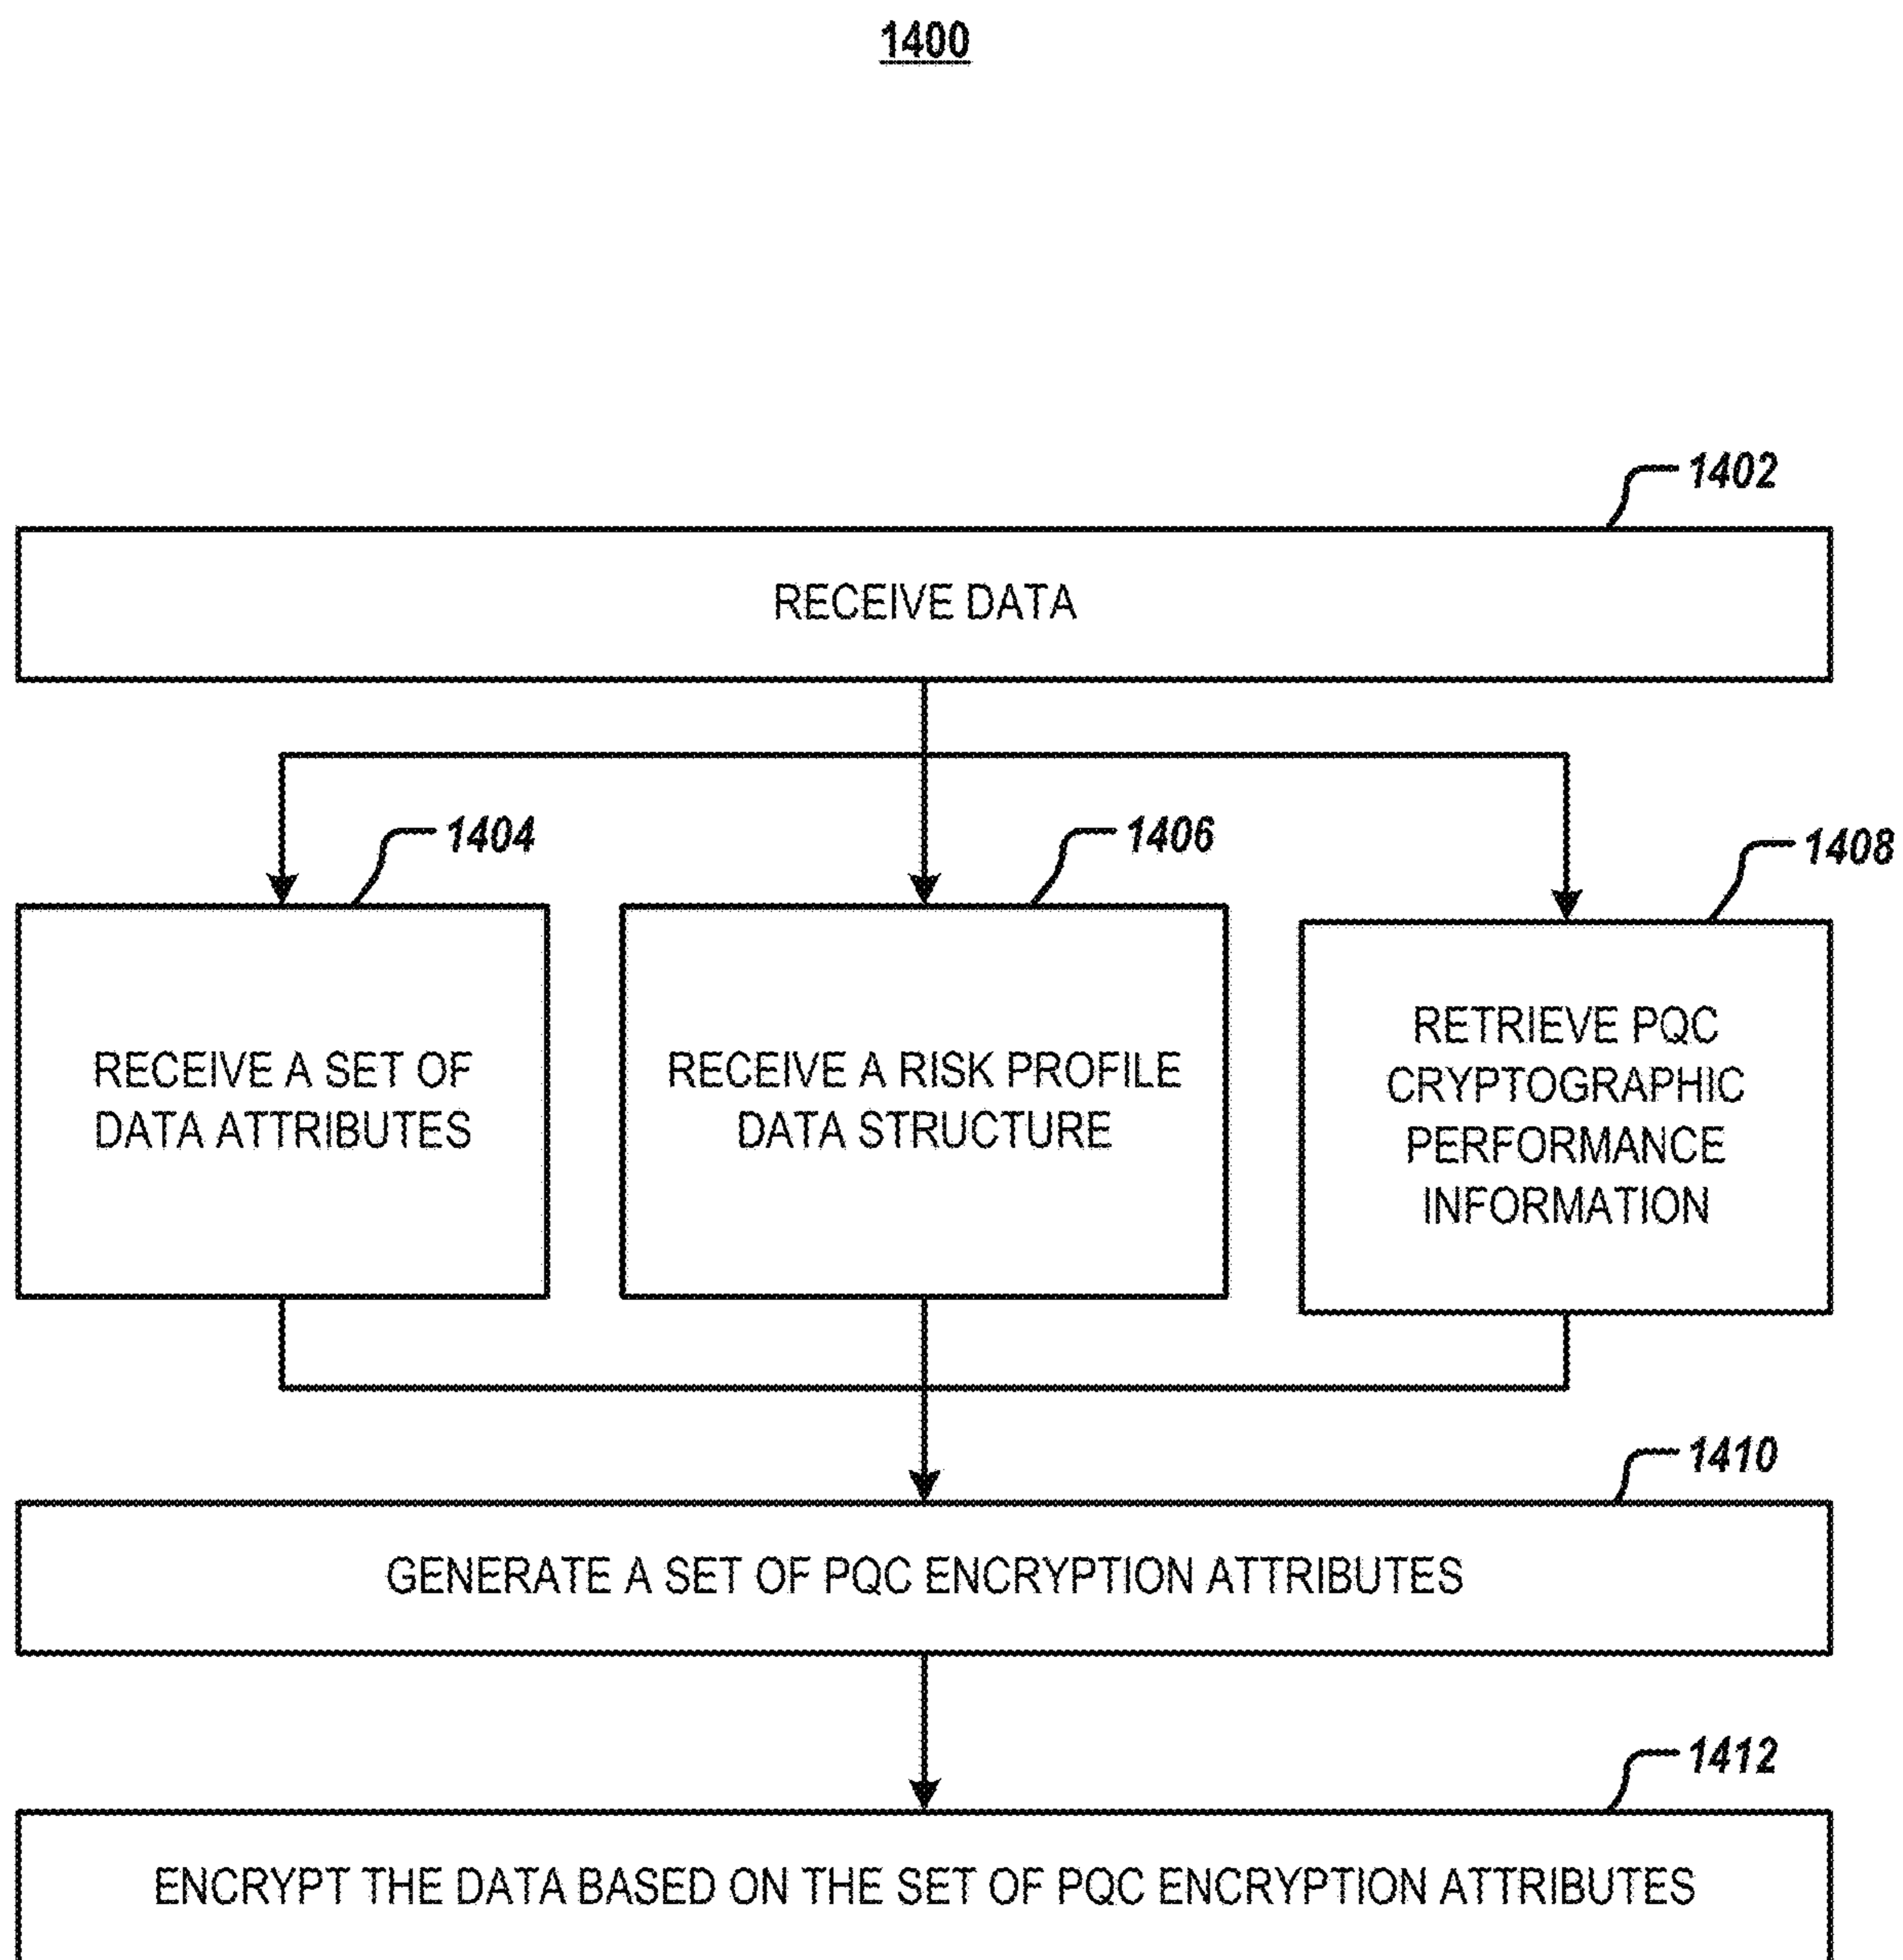 1400
1402
RECEIVE DATA
1404
1406
1408
RECEIVE A SET OF
DATA ATTRIBUTES
RECEIVE A RISK PROFILE
DATA STRUCTURE
RETRIEVE PQC
CRYPTOGRAPHIC
PERFORMANCE
INFORMATION
1410
GENERATE A SET OF PQC ENCRYPTION ATTRIBUTES
1412
ENCRYPT THE DATA BASED ON THE SET OF PQC ENCRYPTION ATTRIBUTES